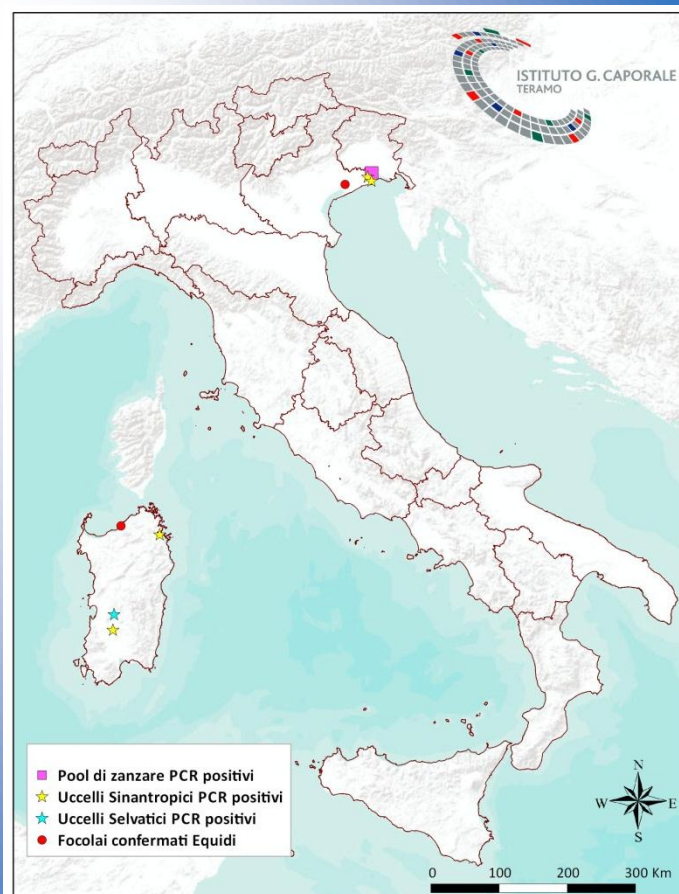 ISTITUTO G. CAPORALE
TERAMO
Pool di zanzare PCR positivi
Uccelli Sinantropici PCR positivi
Uccelli Selvatici PCR positivi
Focolai confermati Equidi
N
W E
S
0 100 200 300 Km